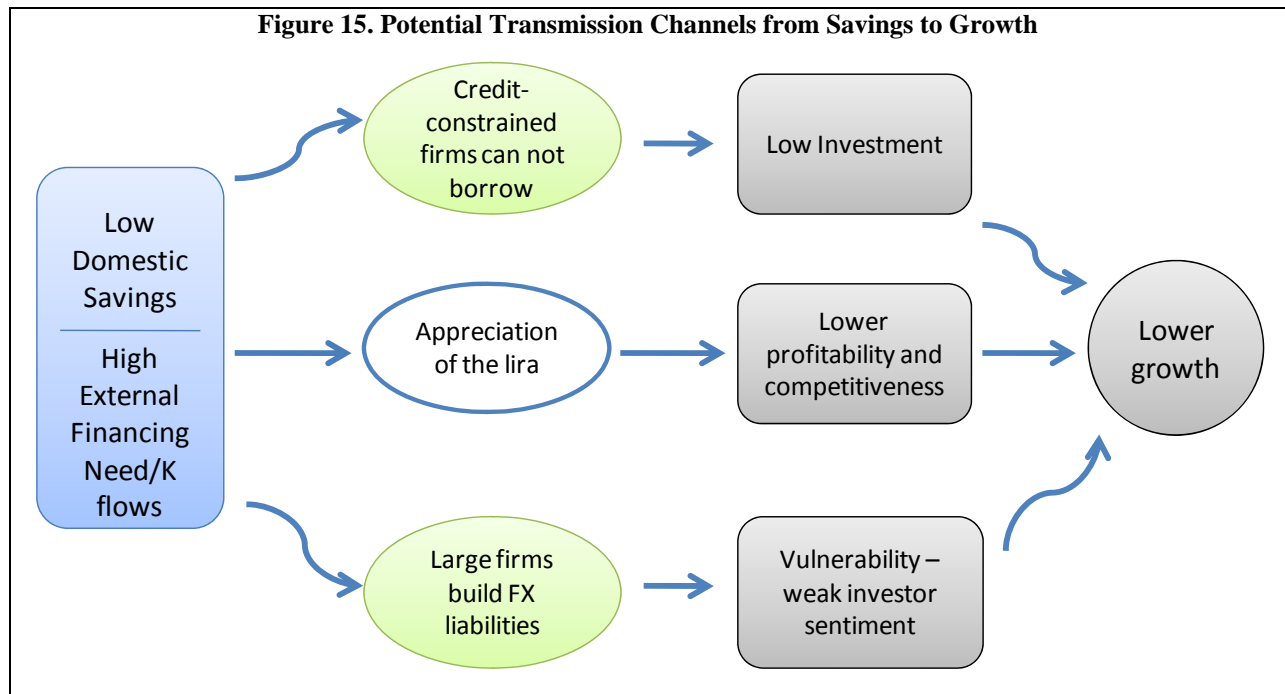 Figure 15. Potential Transmission Channels from Savings to Growth
Credit-
constrained
firms can not
borrow
Low Investment
Low
Domestic
Savings
High
External
Financing
Need/K
flows
Appreciation
of the lira
Lower
profitability and
competitiveness
Lower
growth
Large firms
build FX
liabilities
Vulnerability –
weak investor
sentiment